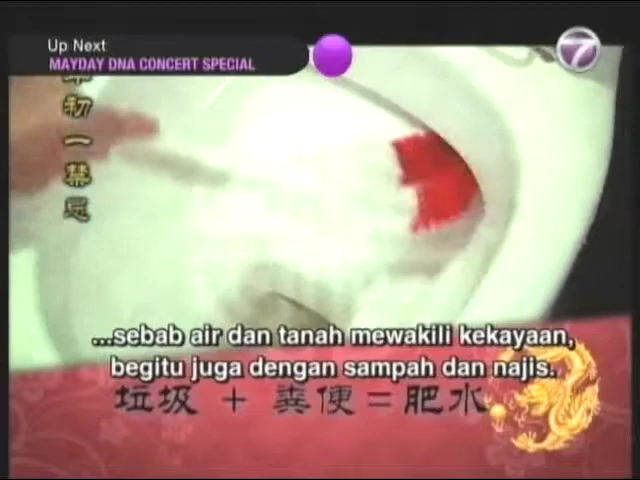 Up Next
MAYDAY DNA CONCERT SPECIAL
7
年初一禁忌
...sebab air dan tanah mewakili kekayaan,
begitu juga dengan sampah dan najis.
垃圾 + 粪便 = 肥水